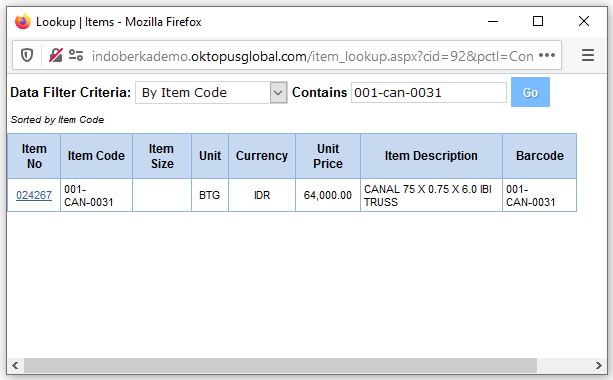 Lookup | Items - Mozilla Firefox
indoberkademo.oktopusglobal.com/item_lookup.aspx?cid=92&pctl=Con
Data Filter Criteria: By Item Code Contains 001-can-0031 Go
Sorted by Item Code
Item No Item Code Item Size Unit Currency Unit Price Item Description Barcode
024267 001-CAN-0031 BTG IDR 64,000.00 CANAL 75 X 0.75 X 6.0 IBI TRUSS 001-CAN-0031